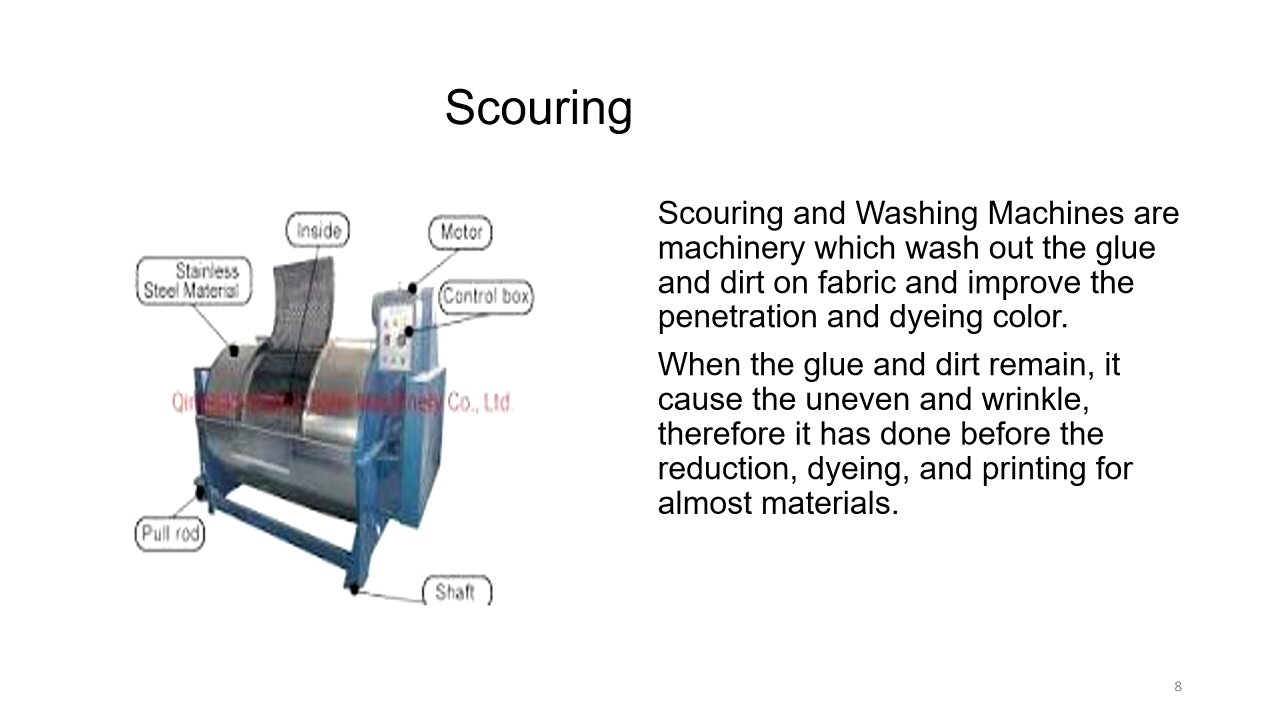 Scouring
Inside
Motor
Stainless
Steel Material
Control box
Co., Ltd.
Pull rod
Shaft
Scouring and Washing Machines are
machinery which wash out the glue
and dirt on fabric and improve the
penetration and dyeing color.
When the glue and dirt remain, it
cause the uneven and wrinkle,
therefore it has done before the
reduction, dyeing, and printing for
almost materials.
8